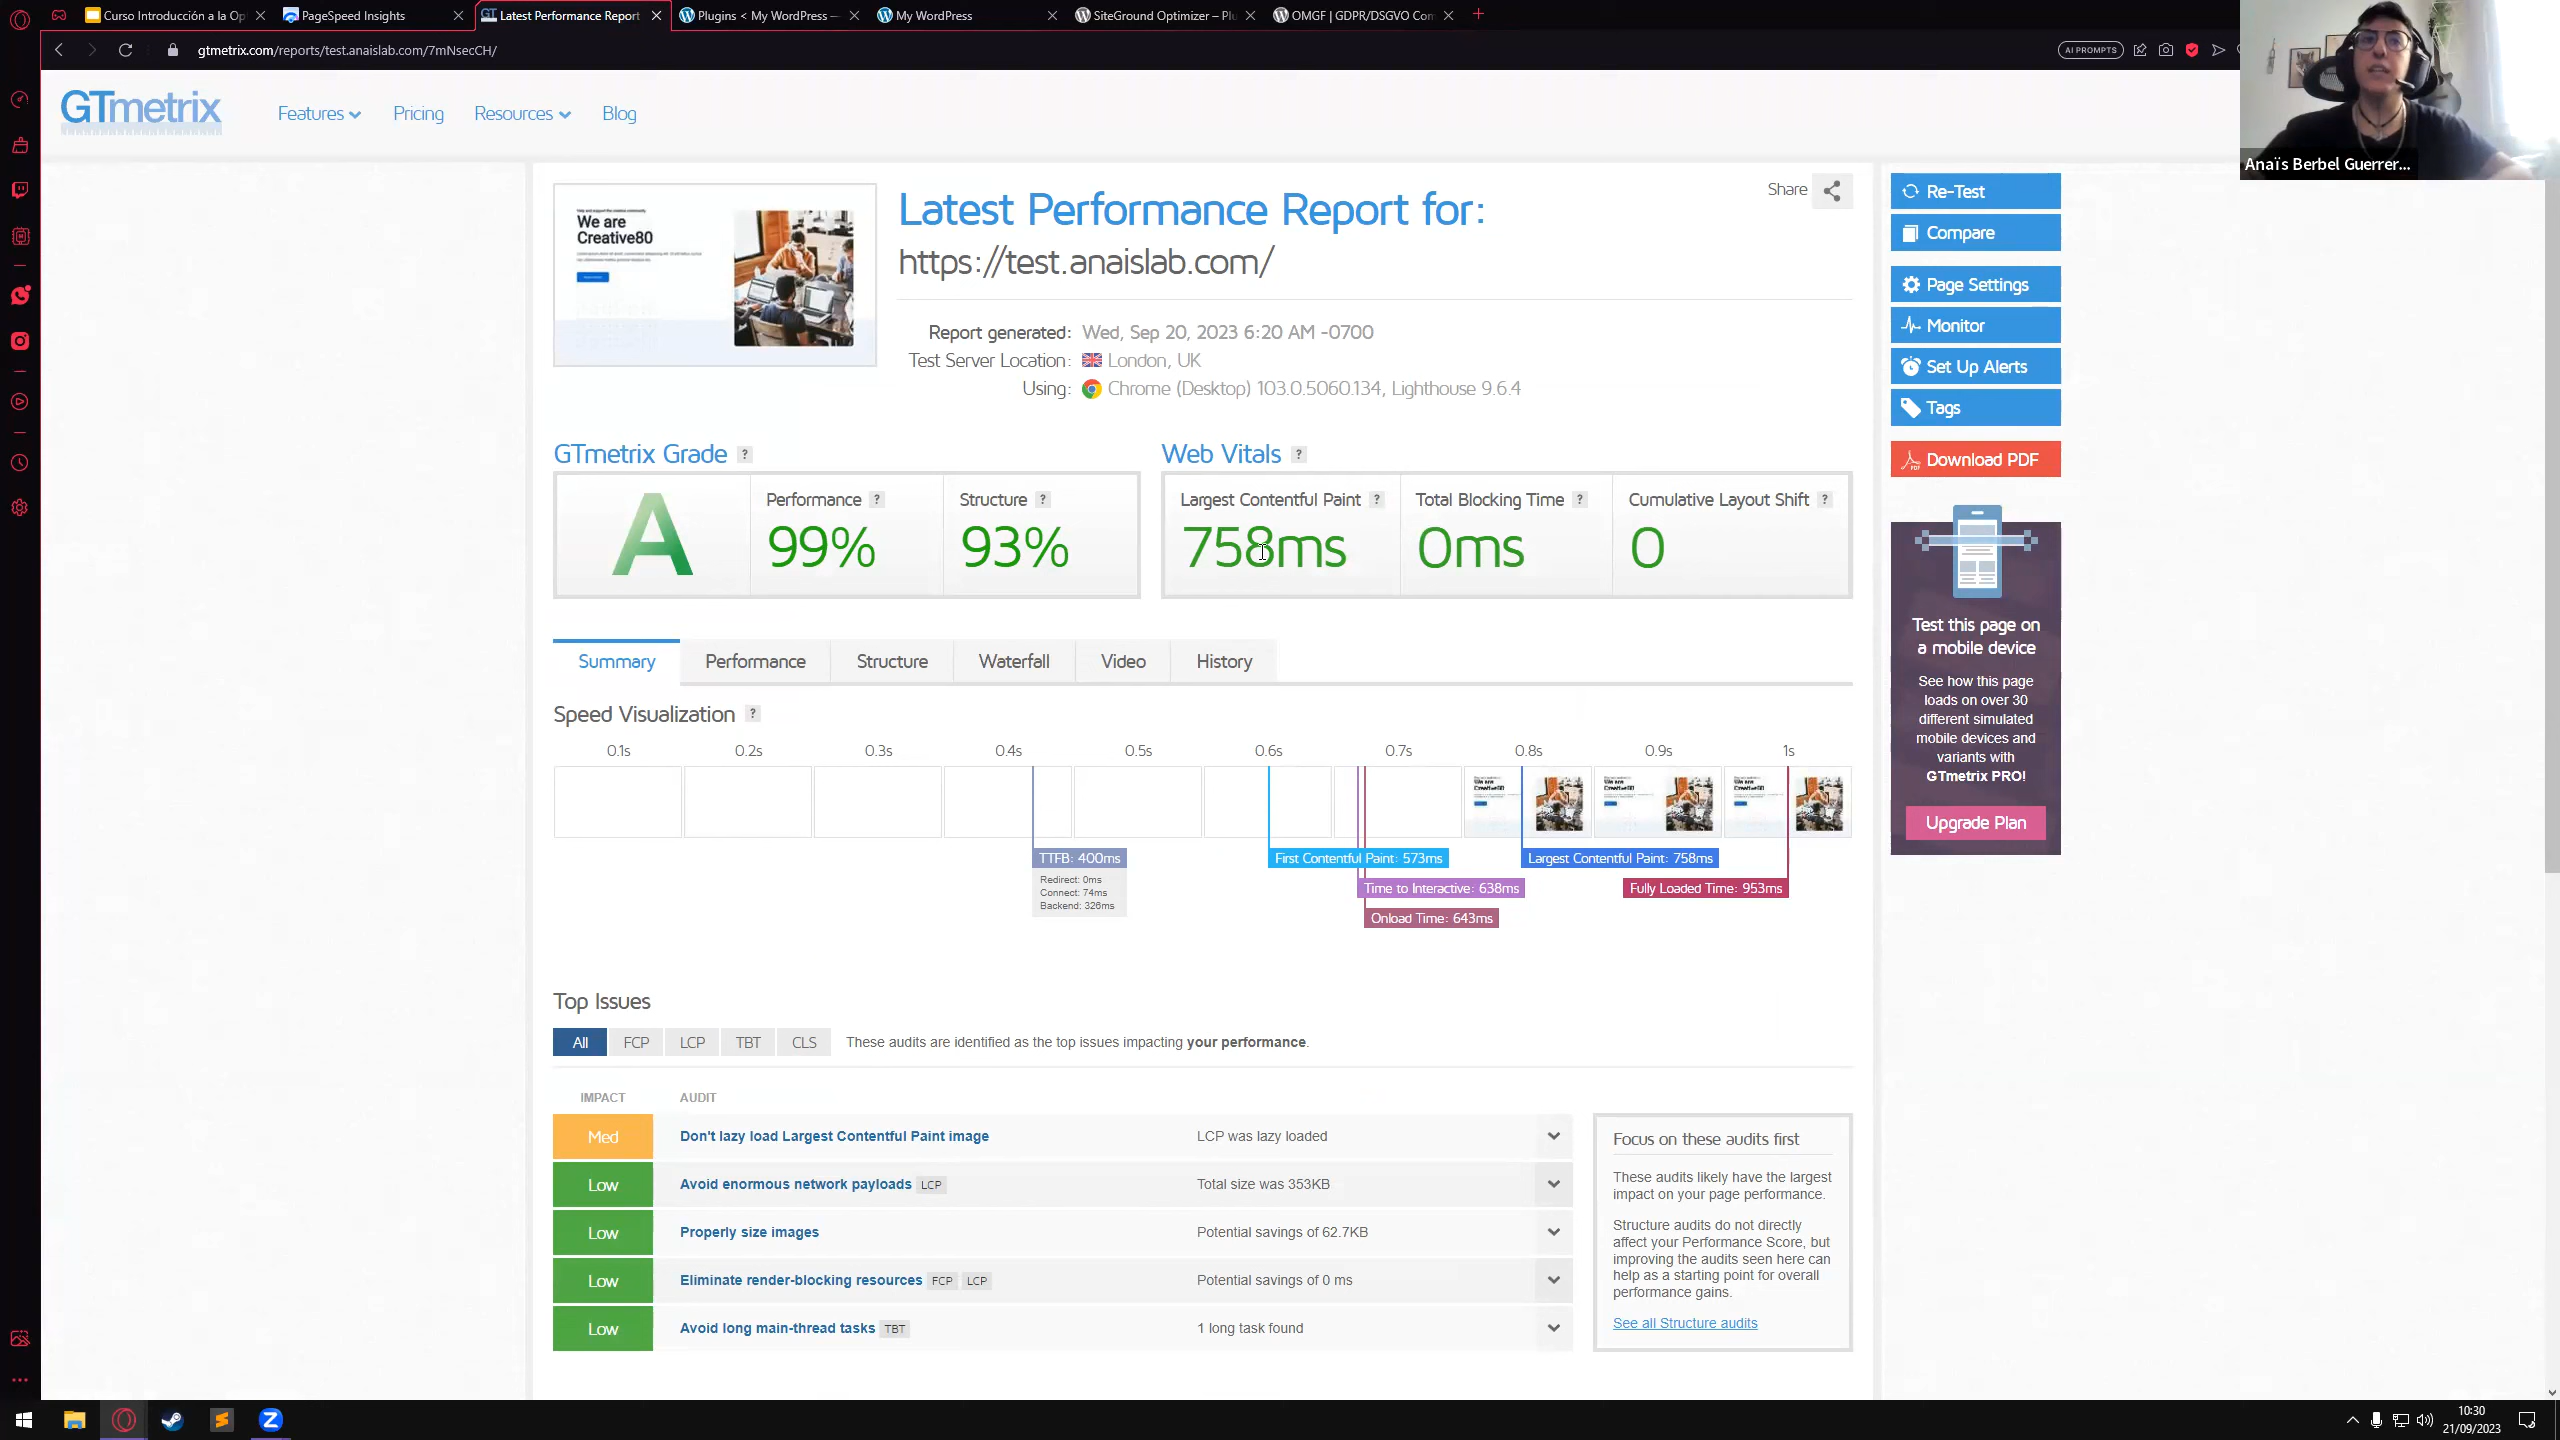 Curso Introducción a la Op
PageSpeed Insights
Latest Performance Report
Plugins < My WordPress —
My WordPress
SiteGround Optimizer – Plu
OMGF | GDPR/DSGVO Com
gtmetrix.com/reports/test.anaislab.com/7mNsecCH/
AI PROMPTS
Anaïs Berbel Guerrer...
GTmetrix
Features
Pricing
Resources
Blog
We are
Creative80
Latest Performance Report for:
https://test.anaislab.com/
Share
Report generated: Wed, Sep 20, 2023 6:20 AM -0700
Test Server Location: London, UK
Using: Chrome (Desktop) 103.0.5060.134, Lighthouse 9.6.4
Re-Test
Compare
Page Settings
Monitor
Set Up Alerts
Tags
Download PDF
GTmetrix Grade ?
Web Vitals ?
A
Performance ?
99%
Structure ?
93%
Largest Contentful Paint ?
758ms
Total Blocking Time ?
0ms
Cumulative Layout Shift ?
0
Test this page on
a mobile device
See how this page
loads on over 30
different simulated
mobile devices and
variants with
GTmetrix PRO!
Upgrade Plan
Summary
Performance
Structure
Waterfall
Video
History
Speed Visualization ?
0.1s 0.2s 0.3s 0.4s 0.5s 0.6s 0.7s 0.8s 0.9s 1s
We are
Creative80
We are
Creative80
We are
Creative80
TTFB: 400ms
Redirect: 0ms
Connect: 74ms
Backend: 326ms
First Contentful Paint: 573ms
Largest Contentful Paint: 758ms
Time to Interactive: 638ms
Fully Loaded Time: 953ms
Onload Time: 643ms
Top Issues
All FCP LCP TBT CLS
These audits are identified as the top issues impacting your performance.
IMPACT AUDIT
Med Don't lazy load Largest Contentful Paint image LCP was lazy loaded
Low Avoid enormous network payloads LCP Total size was 353KB
Low Properly size images Potential savings of 62.7KB
Low Eliminate render-blocking resources FCP LCP Potential savings of 0 ms
Low Avoid long main-thread tasks TBT 1 long task found
Focus on these audits first
These audits likely have the largest
impact on your page performance.
Structure audits do not directly
affect your Performance Score, but
improving the audits seen here can
help as a starting point for overall
performance gains.
See all Structure audits
10:30
21/09/2023